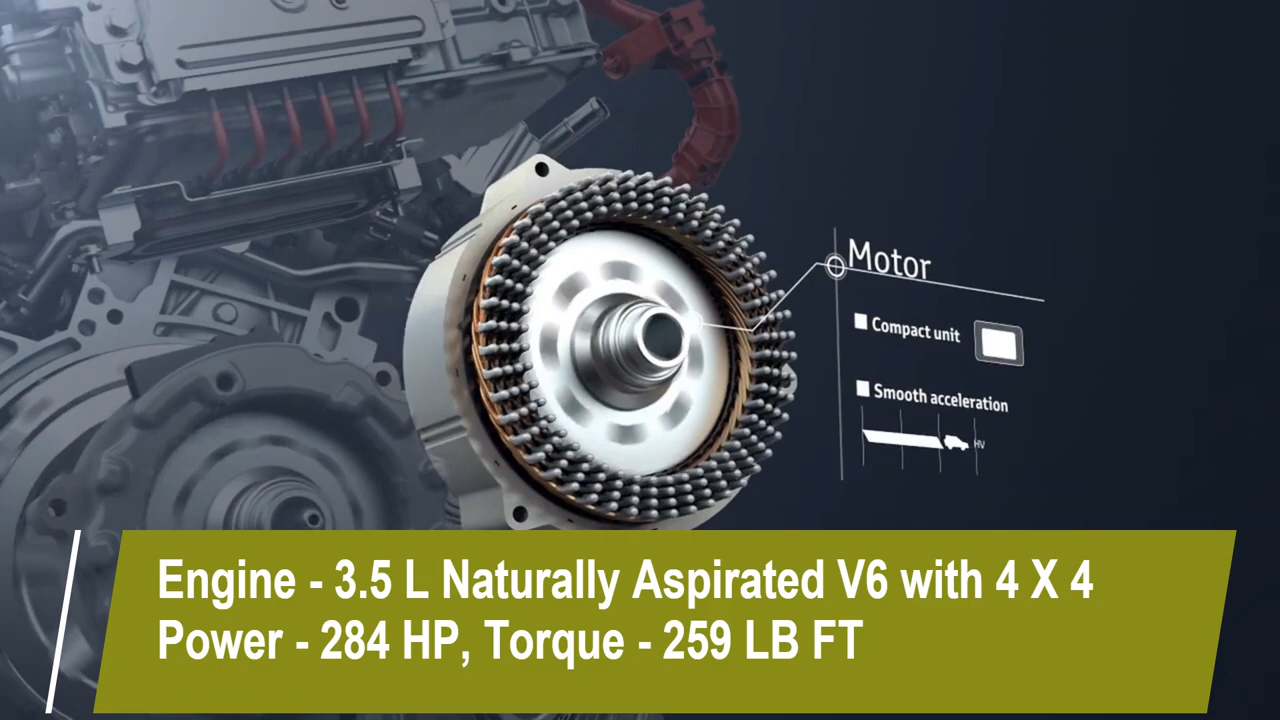 Motor
Compact unit
Smooth acceleration
HV
Engine - 3.5 L Naturally Aspirated V6 with 4 X 4
Power - 284 HP, Torque - 259 LB FT